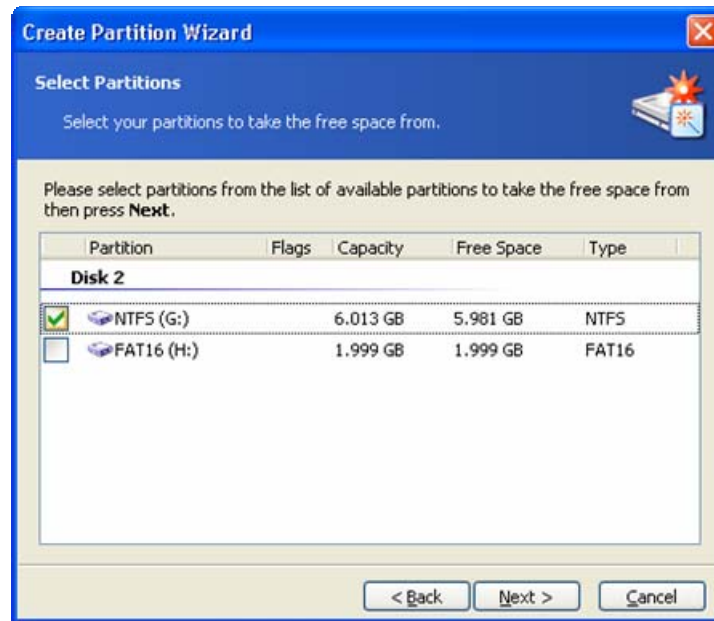 Create Partition Wizard
Select Partitions
Select your partitions to take the free space from.
Please select partitions from the list of available partitions to take the free space from
then press Next.
Partition Flags Capacity Free Space Type
Disk 2
NTFS (G:) 6.013 GB 5.981 GB NTFS
FAT16 (H:) 1.999 GB 1.999 GB FAT16
< Back Next > Cancel